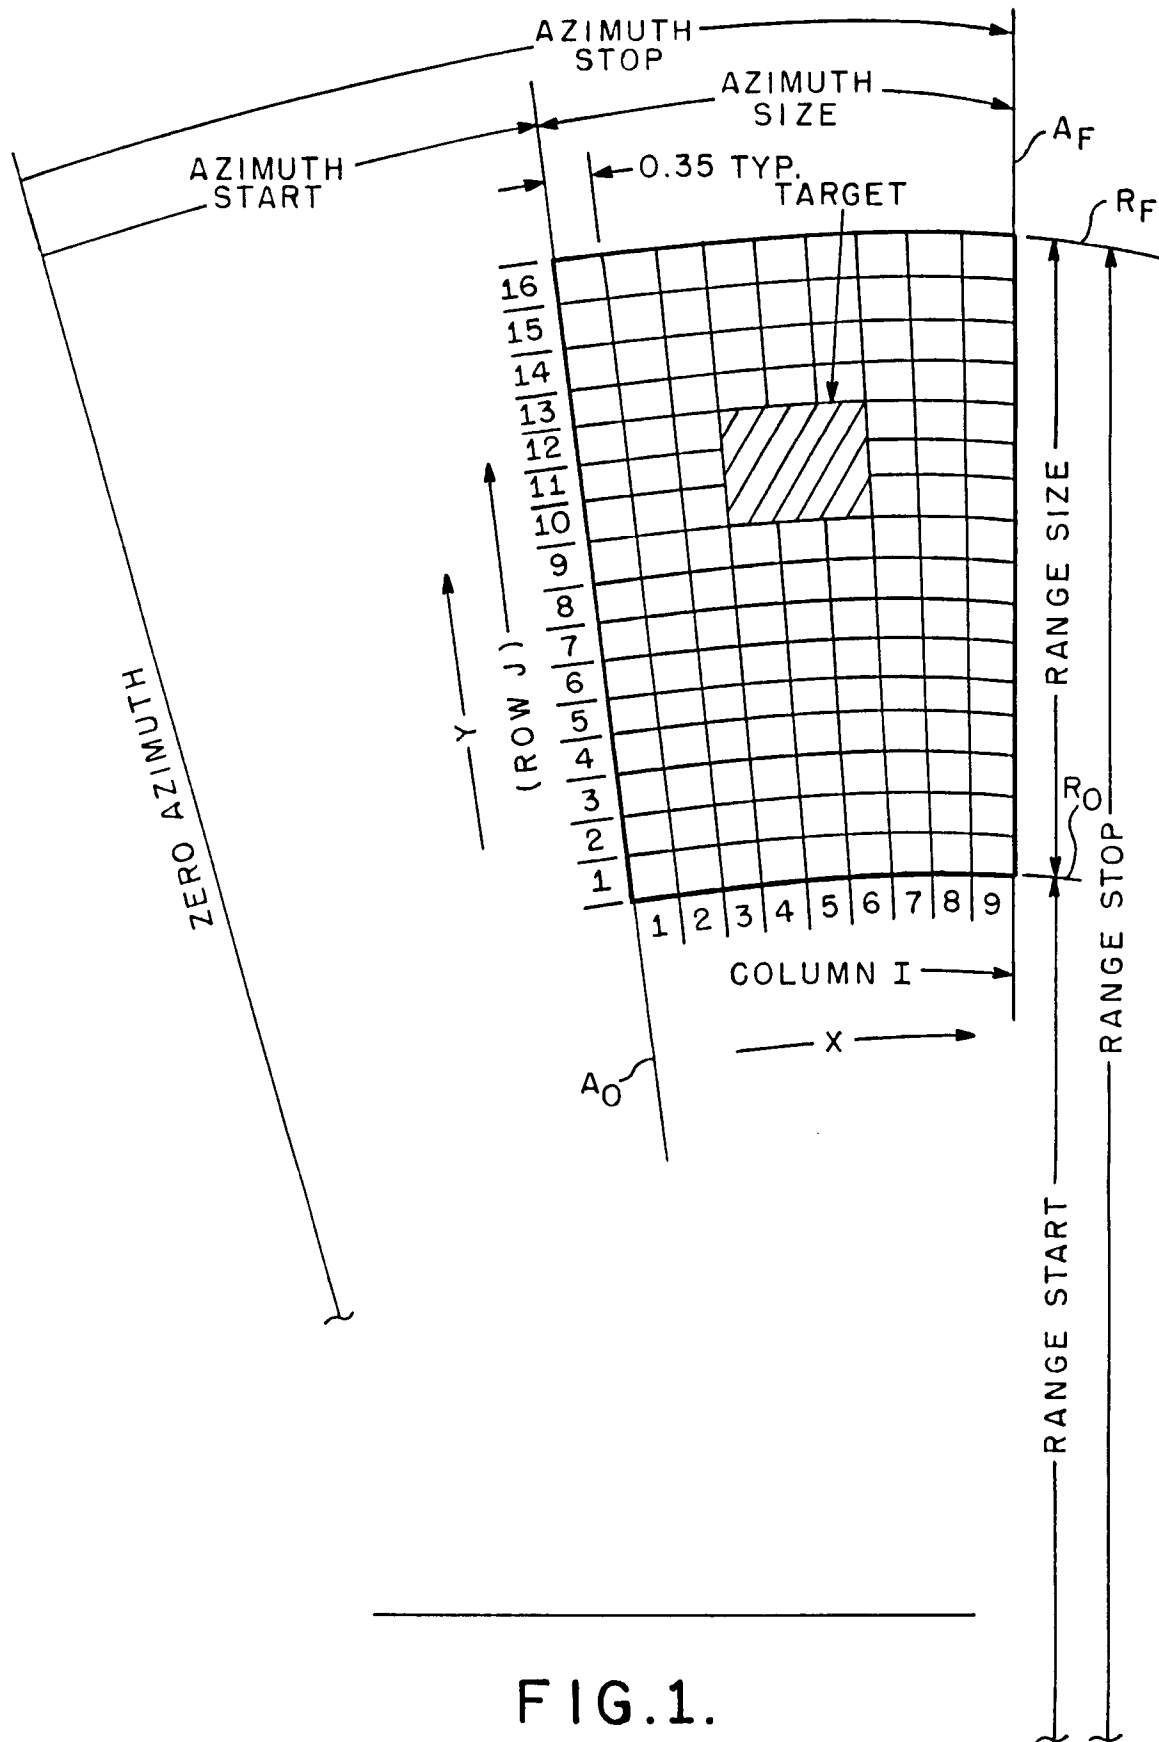 AZIMUTH
STOP
AZIMUTH
SIZE
A_F
AZIMUTH
START
0.35 TYP.
TARGET
R_F
16
15
14
13
12
11
10
9
8
7
6
5
4
3
2
1
(ROW J)
Y
ZERO AZIMUTH
RANGE SIZE
R_O
RANGE STOP
1 2 3 4 5 6 7 8 9
COLUMN I
X
A_O
RANGE START
FIG.1.